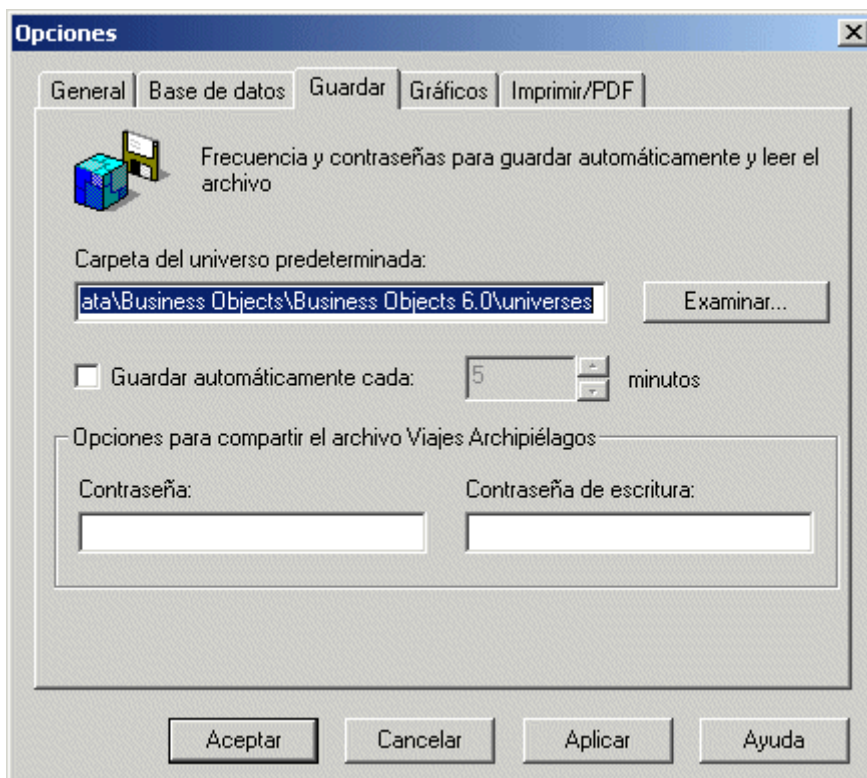 Opciones
General Base de datos Guardar Gráficos Imprimir/PDF
Frecuencia y contraseñas para guardar automáticamente y leer el
archivo
Carpeta del universo predeterminada:
ata\Business Objects\Business Objects 6.0\universes Examinar...
Guardar automáticamente cada: 5 minutos
Opciones para compartir el archivo Viajes Archipiélagos
Contraseña: Contraseña de escritura:
Aceptar Cancelar Aplicar Ayuda